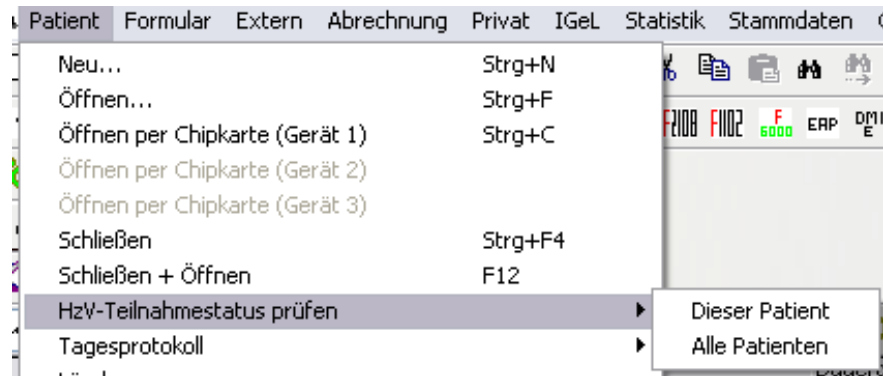 Patient Formular Extern Abrechnung Privat IGeL Statistik Stammdaten
Neu... Strg+N
Öffnen... Strg+F
Öffnen per Chipkarte (Gerät 1) Strg+C
F2108 F1102 F 6000 EAP
Öffnen per Chipkarte (Gerät 2)
Öffnen per Chipkarte (Gerät 3)
Schließen Strg+F4
Schließen + Öffnen F12
HzV-Teilnahmestatus prüfen
Dieser Patient
Tagesprotokoll
Alle Patienten